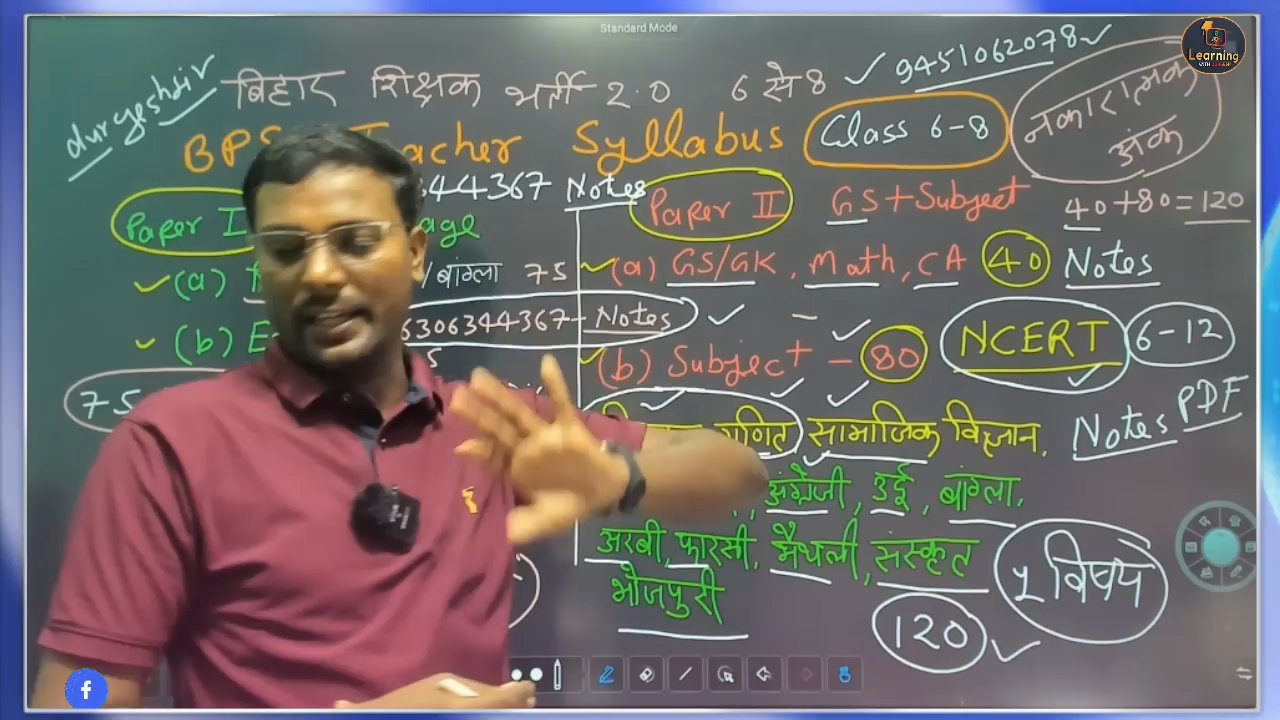 Standard Mode
Learning
durgeshsir
बिहार शिक्षक भर्ती 2.0 6 से 8
9451062078
BPS Teacher Syllabus
Class 6-8
नकारात्मक
अंक
44367 Notes
Paper I
age
(a)
/बांग्ला 75
6306344367 - Notes
(b) E
5
75
Paper II GS+Subject
40+80=120
(a) GS/GK, Math, CA 40 Notes
(b) Subject - 80
NCERT 6-12
गणित सामाजिक विज्ञान,
Notes PDF
अंग्रेजी, उर्दू, बांग्ला,
अरबी, फारसी, मैथली, संस्कृत
भोजपुरी
विषय
120